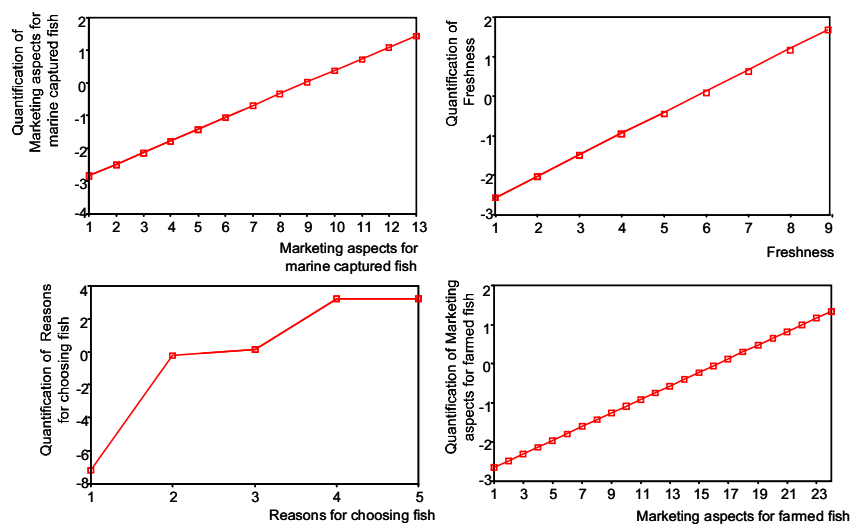 Quantification of
Marketing aspects for
marine captured fish
2
1
0
-1
-2
-3
-4
1 2 3 4 5 6 7 8 9 10 11 12 13
Marketing aspects for
marine captured fish
Quantification of
Freshness
2
1
0
-1
-2
-3
1 2 3 4 5 6 7 8 9
Freshness
Quantification of Reasons
for choosing fish
4
2
0
-2
-4
-6
-8
1 2 3 4 5
Reasons for choosing fish
Quantification of Marketing
aspects for farmed fish
2
1
0
-1
-2
-3
1 3 5 7 9 11 13 15 17 19 21 23
Marketing aspects for farmed fish